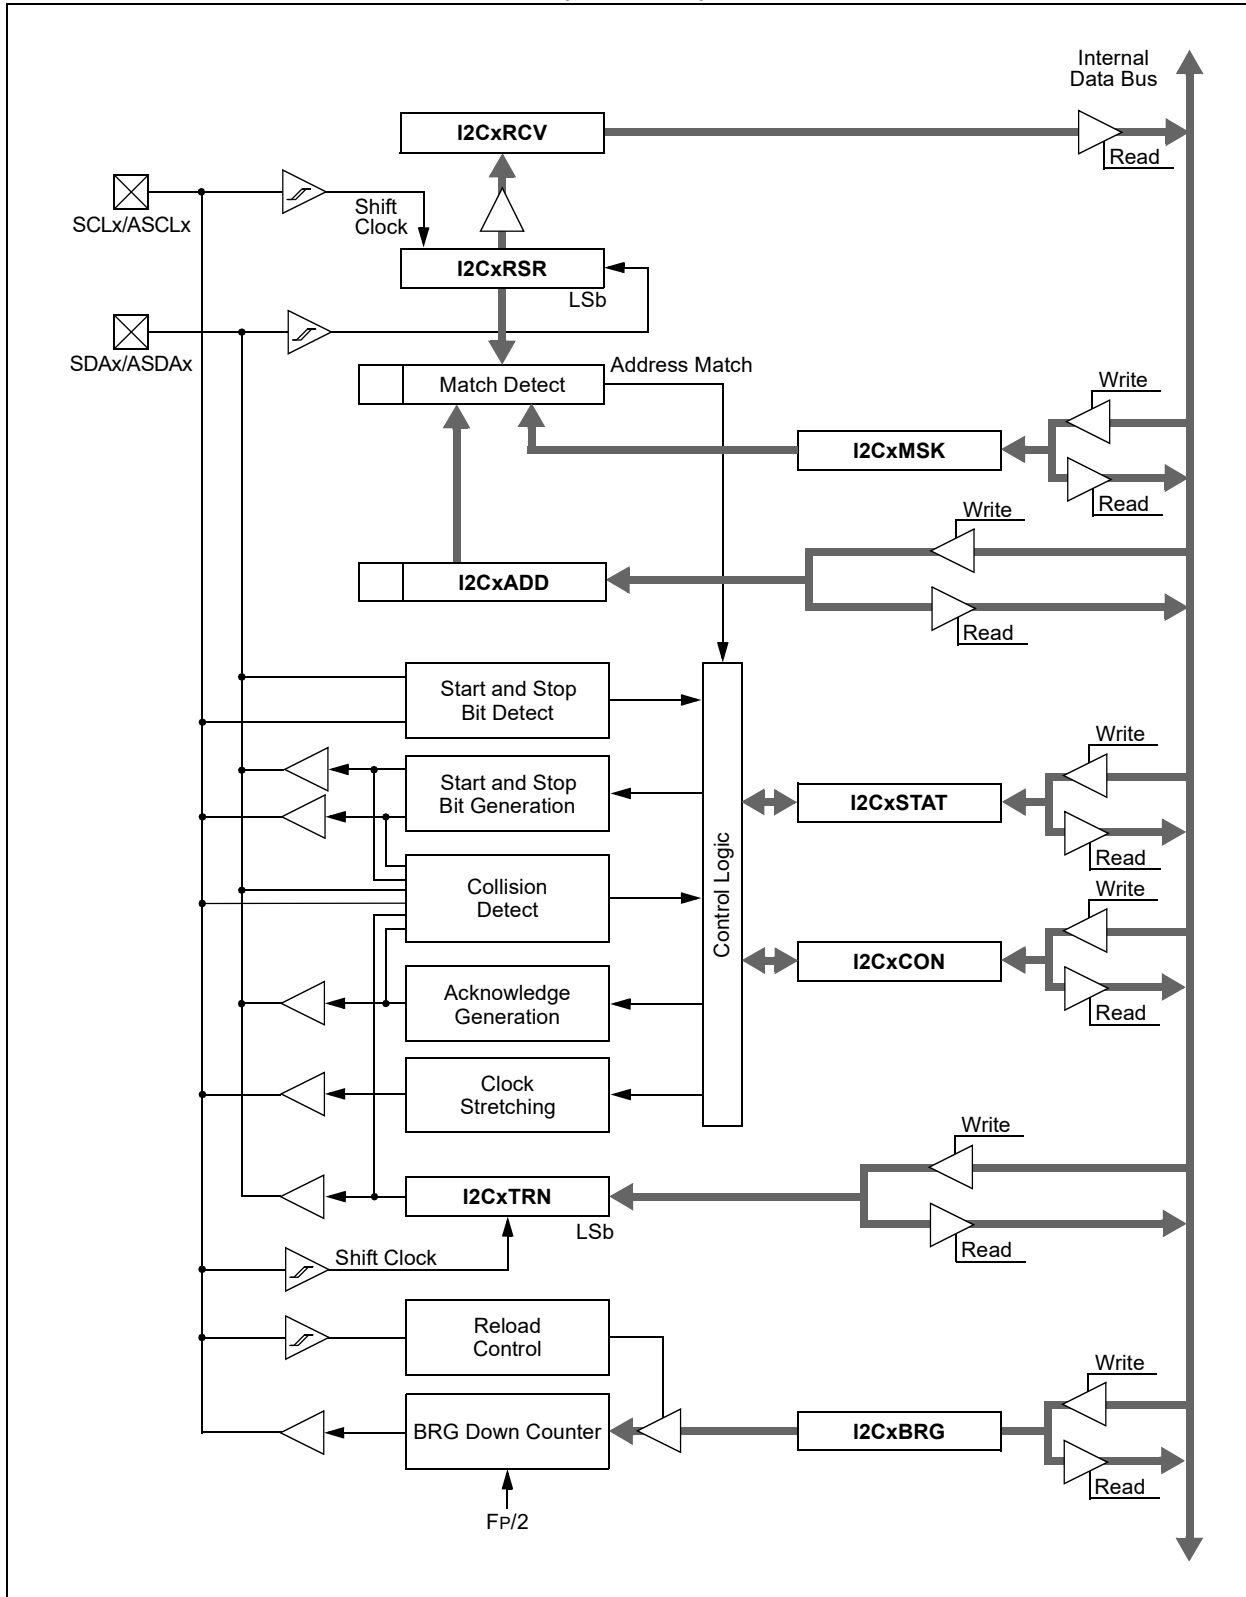 Internal
Data Bus
I2CxRCV
Read
SCLx/ASCLx
Shift
Clock
I2CxRSR
LSb
SDAx/ASDAx
Address Match
Match Detect
Write
I2CxMSK
Read
Write
I2CxADD
Read
Start and Stop
Bit Detect
Write
Start and Stop
Bit Generation
I2CxSTAT
Read
Control Logic
Collision
Detect
Write
I2CxCON
Acknowledge
Generation
Read
Clock
Stretching
Write
I2CxTRN
LSb
Read
Shift Clock
Reload
Control
Write
BRG Down Counter
I2CxBRG
Read
FP/2